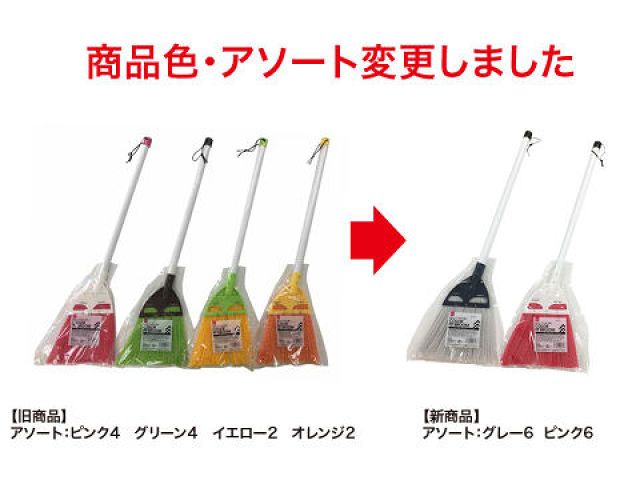 商品色・アソート変更しました
【旧商品】
アソート：ピンク4　グリーン4　イエロー2　オレンジ2
【新商品】
アソート：グレー6　ピンク6